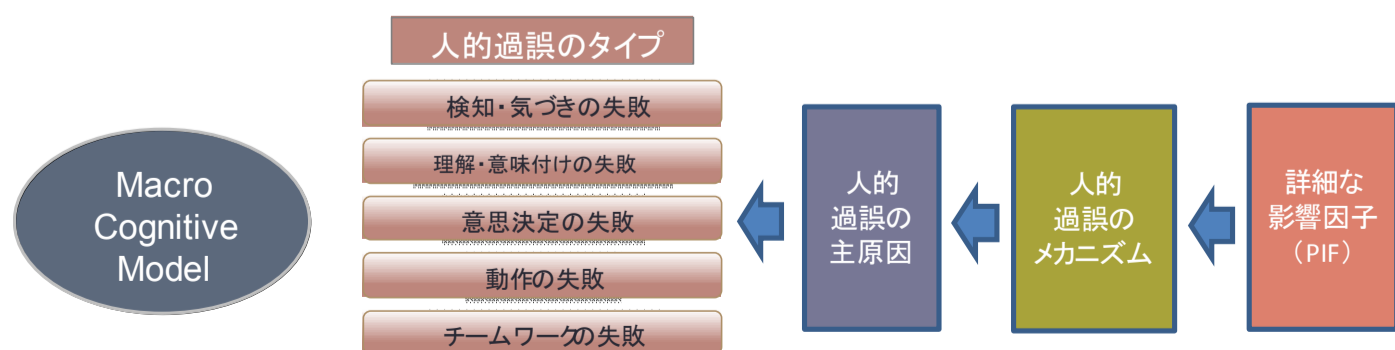 人的過誤のタイプ
検知・気づきの失敗
理解・意味付けの失敗
意思決定の失敗
動作の失敗
チームワークの失敗
Macro
Cognitive
Model
人的
過誤の
主原因
人的
過誤の
メカニズム
詳細な
影響因子
（PIF）